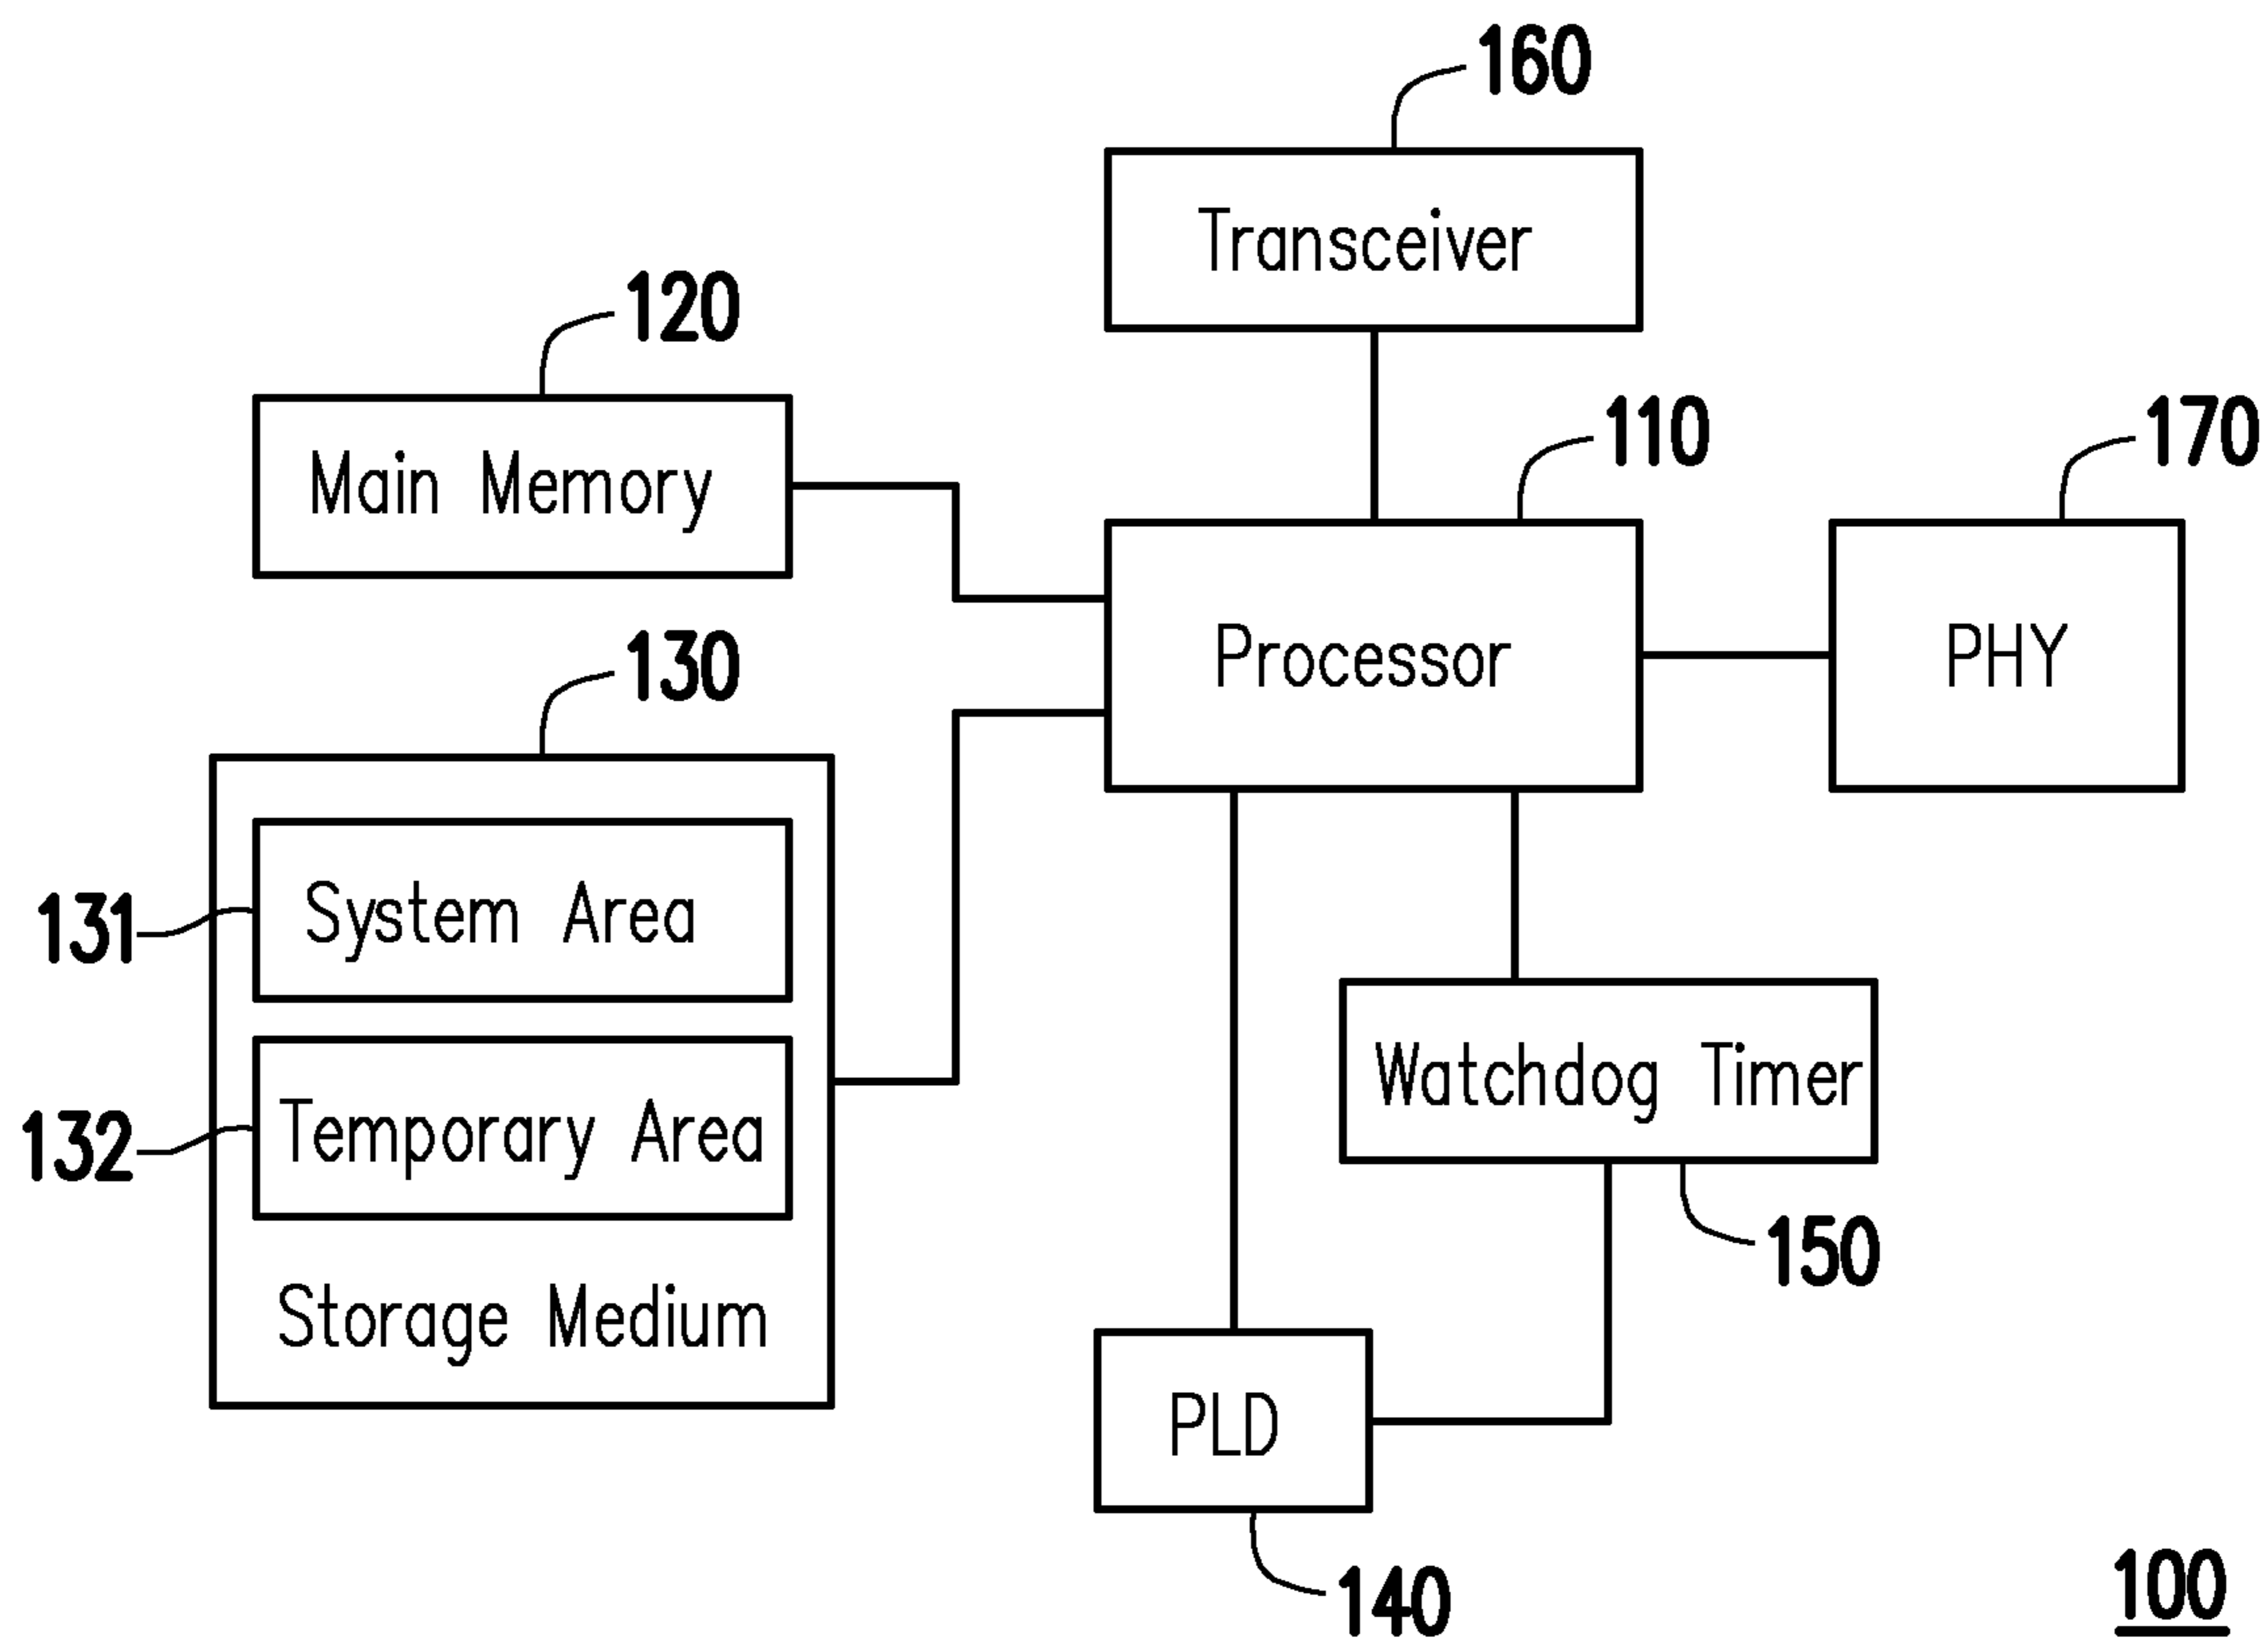 160
Transceiver
120
Main Memory
110
Processor
170
PHY
130
131
System Area
132
Temporary Area
Storage Medium
Watchdog Timer
150
PLD
140
100